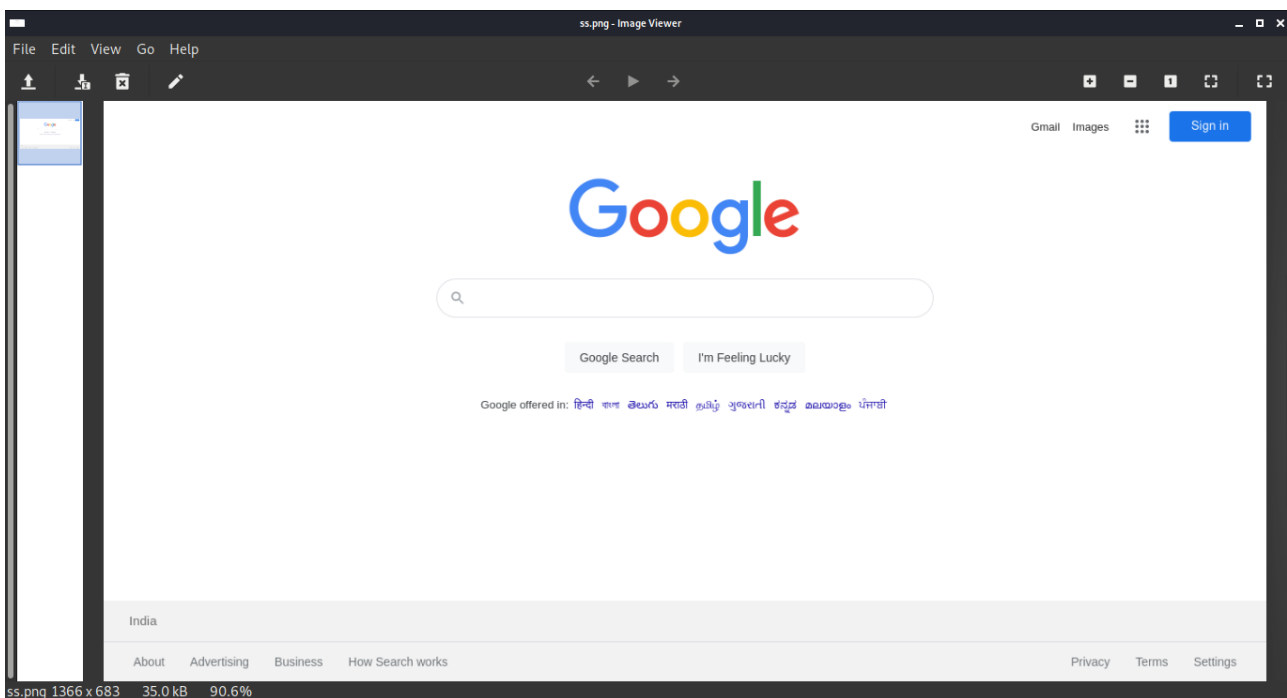 ss.png - Image Viewer
File Edit View Go Help
Gmail Images Sign in
Google
Google Search I'm Feeling Lucky
Google offered in: हिन्दी বাংলা తెలుగు मराठी தமிழ் ગુજરાતી ಕನ್ನಡ മലയാളം ਪੰਜਾਬੀ
India
About Advertising Business How Search works Privacy Terms Settings
ss.png 1366 x 683 35.0 kB 90.6%